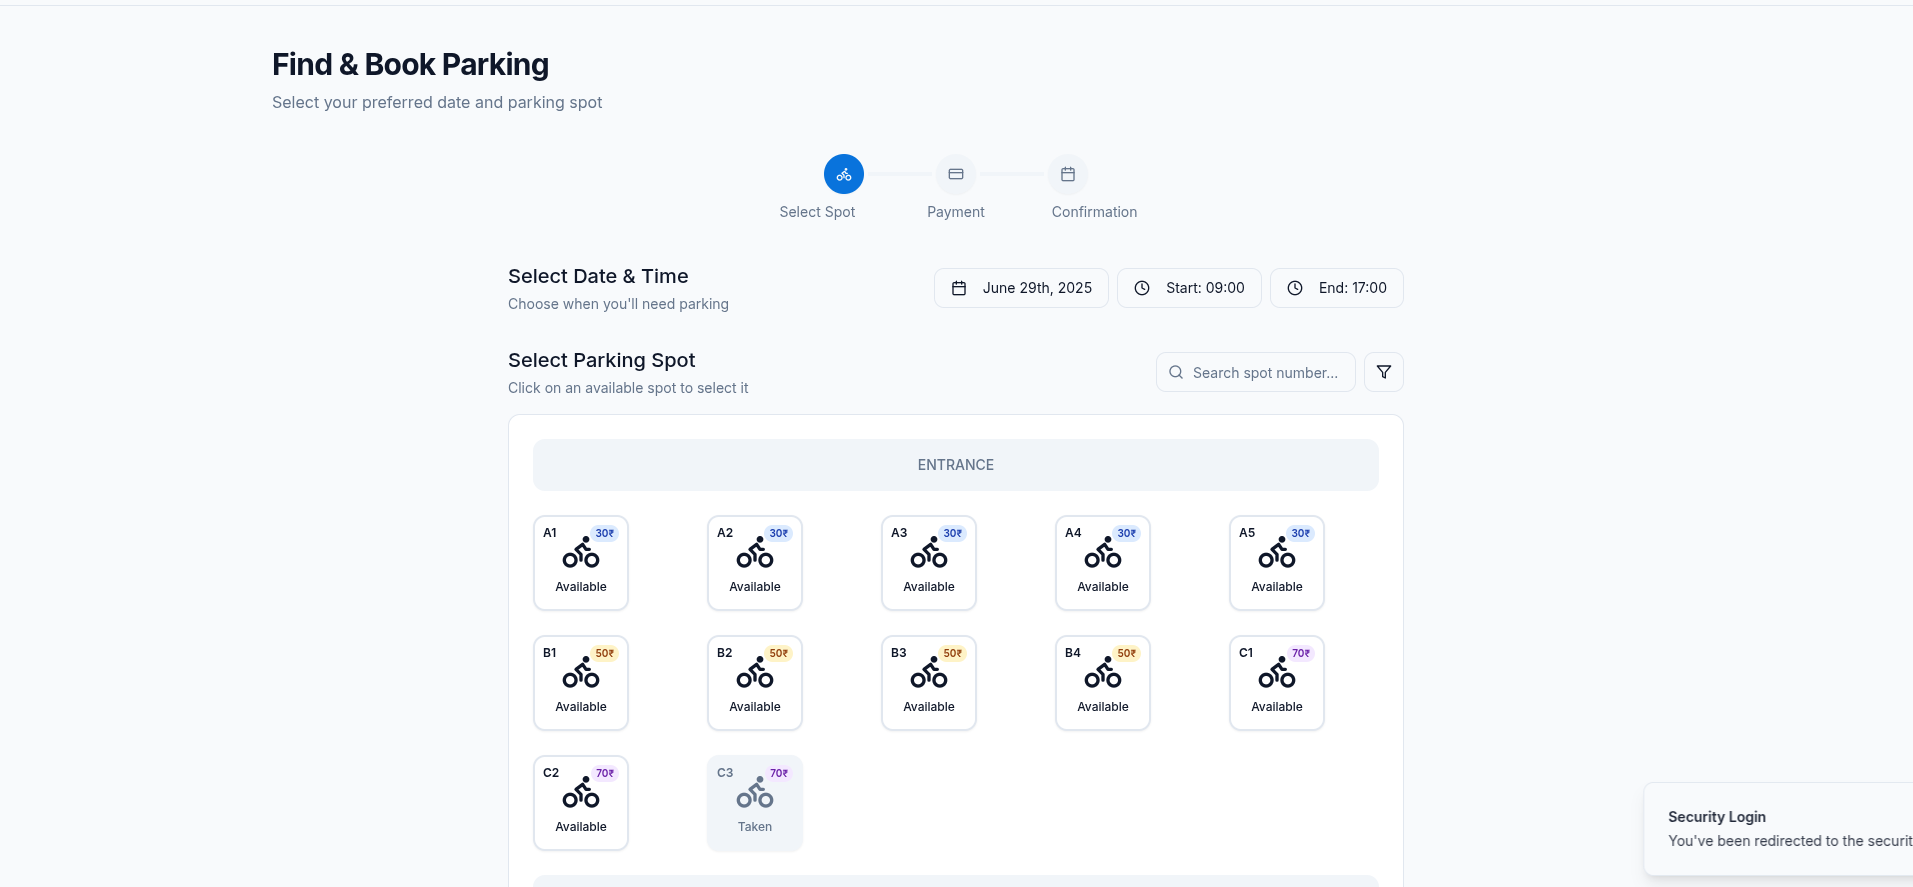 Find & Book Parking
Select your preferred date and parking spot
Select Spot
Payment
Confirmation
Select Date & Time
Choose when you'll need parking
June 29th, 2025
Start: 09:00
End: 17:00
Select Parking Spot
Click on an available spot to select it
Search spot number...
ENTRANCE
A1 30₹
Available
A2 30₹
Available
A3 30₹
Available
A4 30₹
Available
A5 30₹
Available
B1 50₹
Available
B2 50₹
Available
B3 50₹
Available
B4 50₹
Available
C1 70₹
Available
C2 70₹
Available
C3 70₹
Taken
Security Login
You've been redirected to the securit